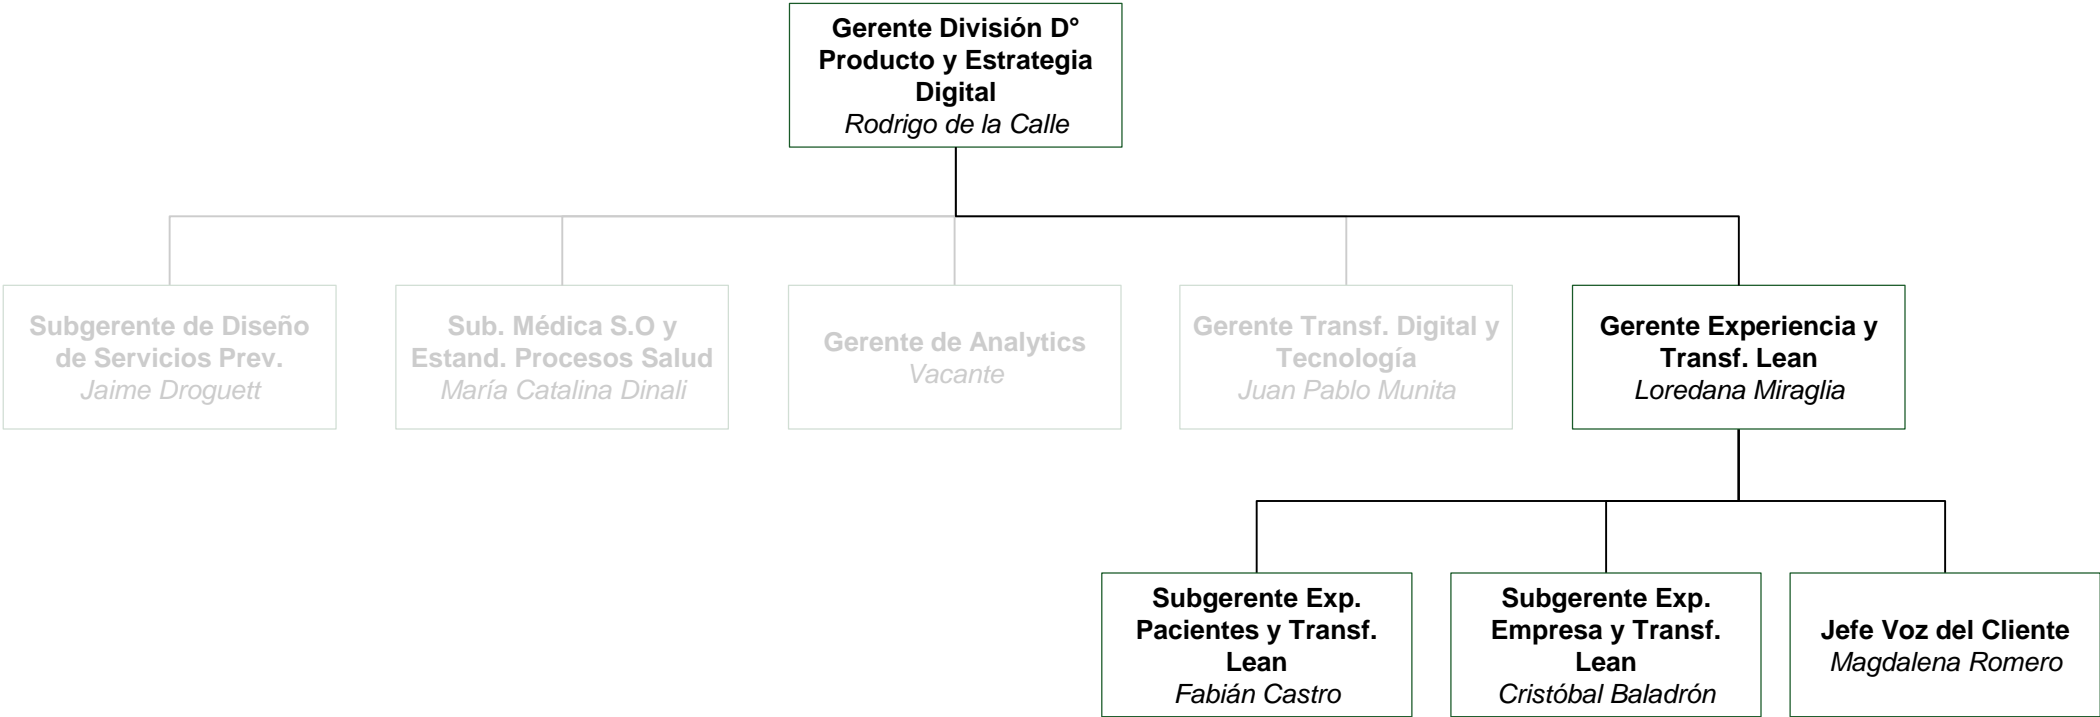 Gerente División D°
Producto y Estrategia
Digital
Rodrigo de la Calle
Subgerente de Diseño
de Servicios Prev.
Jaime Droguett
Sub. Médica S.O y
Estand. Procesos Salud
María Catalina Dinali
Gerente de Analytics
Vacante
Gerente Transf. Digital y
Tecnología
Juan Pablo Munita
Gerente Experiencia y
Transf. Lean
Loredana Miraglia
Subgerente Exp.
Pacientes y Transf.
Lean
Fabián Castro
Subgerente Exp.
Empresa y Transf.
Lean
Cristóbal Baladrón
Jefe Voz del Cliente
Magdalena Romero